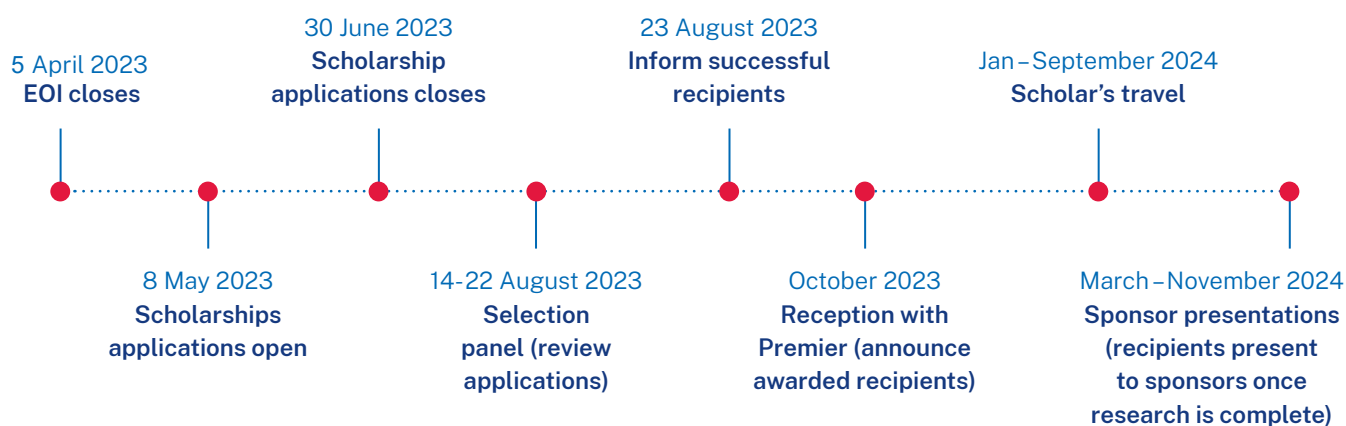 5 April 2023
EOI closes
8 May 2023
Scholarships
applications open
30 June 2023
Scholarship
applications closes
14-22 August 2023
Selection
panel (review
applications)
23 August 2023
Inform successful
recipients
October 2023
Reception with
Premier (announce
awarded recipients)
Jan–September 2024
Scholar’s travel
March–November 2024
Sponsor presentations
(recipients present
to sponsors once
research is complete)